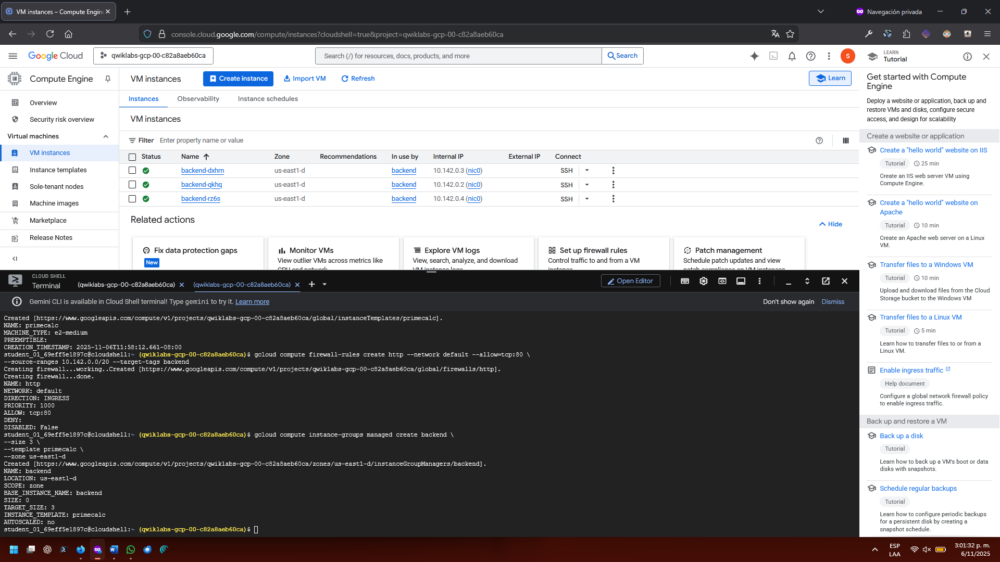 VM instances – Compute Engin
Navegación privada
console.cloud.google.com/compute/instances?cloudshell=true&project=qwiklabs-gcp-00-c82a8aeb60ca
Google Cloud
qwiklabs-gcp-00-c82a8aeb60ca
Search (/) for resources, docs, products, and more
Search
S
LEARN
Tutorial
Compute Engine
VM instances
Create instance
Import VM
Refresh
Learn
Overview
Security risk overview
Virtual machines
VM instances
Instance templates
Sole-tenant nodes
Machine images
Marketplace
Release Notes
Instances
Observability
Instance schedules
VM instances
Filter
Enter property name or value
Status Name Zone Recommendations In use by Internal IP External IP Connect
backend-dxhm us-east1-d backend 10.142.0.3 (nic0) SSH
backend-qkhq us-east1-d backend 10.142.0.2 (nic0) SSH
backend-rz6s us-east1-d backend 10.142.0.4 (nic0) SSH
Related actions
Hide
Fix data protection gaps
New
Monitor VMs
View outlier VMs across metrics like
CPU and network
Explore VM logs
View, search, analyze, and download
VM instance logs
Set up firewall rules
Control traffic to and from a VM
instance
Patch management
Schedule patch updates and view
patch compliance on VM instances
Get started with Compute
Engine
Deploy a website or application, back up and
restore VMs and disks, configure secure
access, and design for scalability
Create a website or application
Create a "hello world" website on IIS
Tutorial 25 min
Create an IIS web server VM using
Compute Engine.
Create a "hello world" website on
Apache
Tutorial 10 min
Create an Apache web server on a Linux
VM.
Transfer files to a Windows VM
Tutorial 10 min
Upload and download files from the Cloud
Storage bucket to the Windows VM
Transfer files to a Linux VM
Tutorial 5 min
Learn how to transfer files to or from a
Linux VM.
Enable ingress traffic
Help document
Configure a global network firewall policy
to enable ingress traffic.
Back up and restore a VM
Back up a disk
Tutorial
Learn how to back up a VM's boot or data
disks with snapshots.
Schedule regular backups
Tutorial
Learn how to configure periodic backups
for a persistent disk by creating a
snapshot schedule.
CLOUD SHELL
Terminal
(qwiklabs-gcp-00-c82a8aeb60ca)
(qwiklabs-gcp-00-c82a8aeb60ca)
Open Editor
Gemini CLI is available in Cloud Shell terminal! Type gemini to try it. Learn more
Don't show again
Dismiss
Created [https://www.googleapis.com/compute/v1/projects/qwiklabs-gcp-00-c82a8aeb60ca/global/instanceTemplates/primecalc].
NAME: primecalc
MACHINE_TYPE: e2-medium
PREEMPTIBLE:
CREATION_TIMESTAMP: 2025-11-06T11:58:12.661-08:00
student_01_69eff5e1897c@cloudshell:~ (qwiklabs-gcp-00-c82a8aeb60ca)$ gcloud compute firewall-rules create http --network default --allow=tcp:80 \
--source-ranges 10.142.0.0/20 --target-tags backend
Creating firewall...working..Created [https://www.googleapis.com/compute/v1/projects/qwiklabs-gcp-00-c82a8aeb60ca/global/firewalls/http].
Creating firewall...done.
NAME: http
NETWORK: default
DIRECTION: INGRESS
PRIORITY: 1000
ALLOW: tcp:80
DENY:
DISABLED: False
student_01_69eff5e1897c@cloudshell:~ (qwiklabs-gcp-00-c82a8aeb60ca)$ gcloud compute instance-groups managed create backend \
--size 3 \
--template primecalc \
--zone us-east1-d
Created [https://www.googleapis.com/compute/v1/projects/qwiklabs-gcp-00-c82a8aeb60ca/zones/us-east1-d/instanceGroupManagers/backend].
NAME: backend
LOCATION: us-east1-d
SCOPE: zone
BASE_INSTANCE_NAME: backend
SIZE: 0
TARGET_SIZE: 3
INSTANCE_TEMPLATE: primecalc
AUTOSCALED: no
student_01_69eff5e1897c@cloudshell:~ (qwiklabs-gcp-00-c82a8aeb60ca)$
ESP
LAA
3:01:32 p. m.
6/11/2025